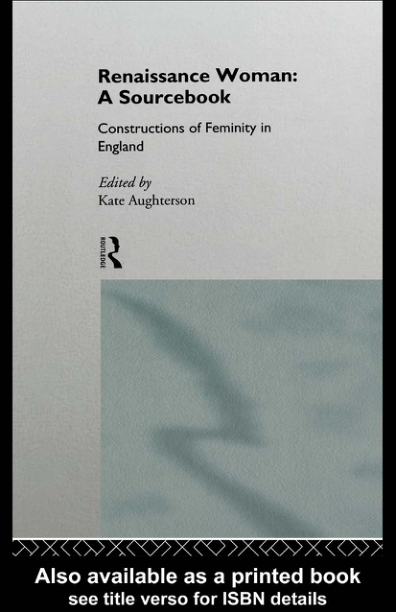 Renaissance Woman:
A Sourcebook
Constructions of Feminity in
England
Edited by
Kate Aughterson
ROUTLEDGE
Also available as a printed book
see title verso for ISBN details